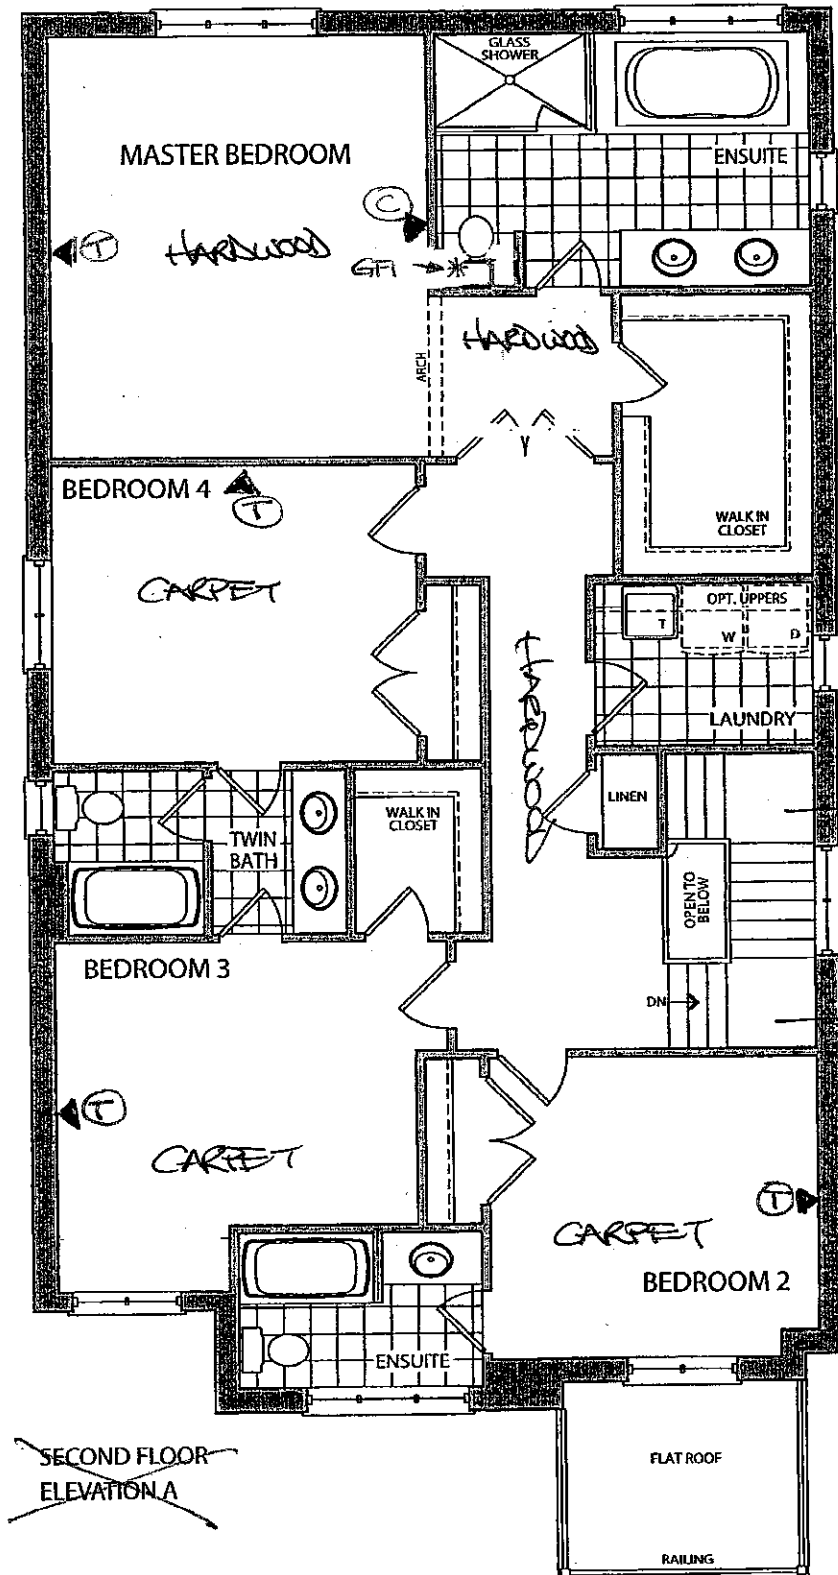 GLASS
SHOWER
MASTER BEDROOM
ENSUITE
C
T
HARDWOOD
GFI
*
HARDWOOD
ARCH
BEDROOM 4
T
WALK IN
CLOSET
CARPET
OPT. UPPERS
T
W
D
HARDWOOD
LAUNDRY
LINEN
WALK IN
CLOSET
TWIN
BATH
OPEN TO
BELOW
BEDROOM 3
DN
T
CARPET
T
CARPET
BEDROOM 2
ENSUITE
SECOND FLOOR
ELEVATION A
FLAT ROOF
RAILING